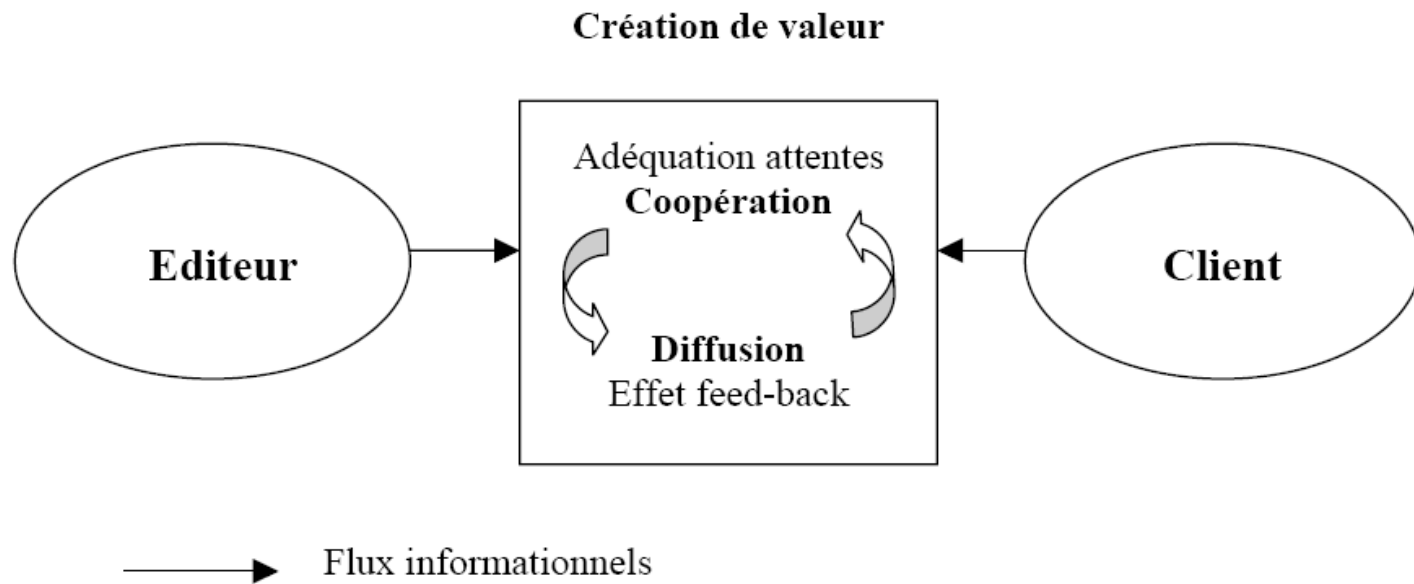 Création de valeur
Adéquation attentes
Coopération
Editeur
Client
Diffusion
Effet feed-back
Flux informationnels